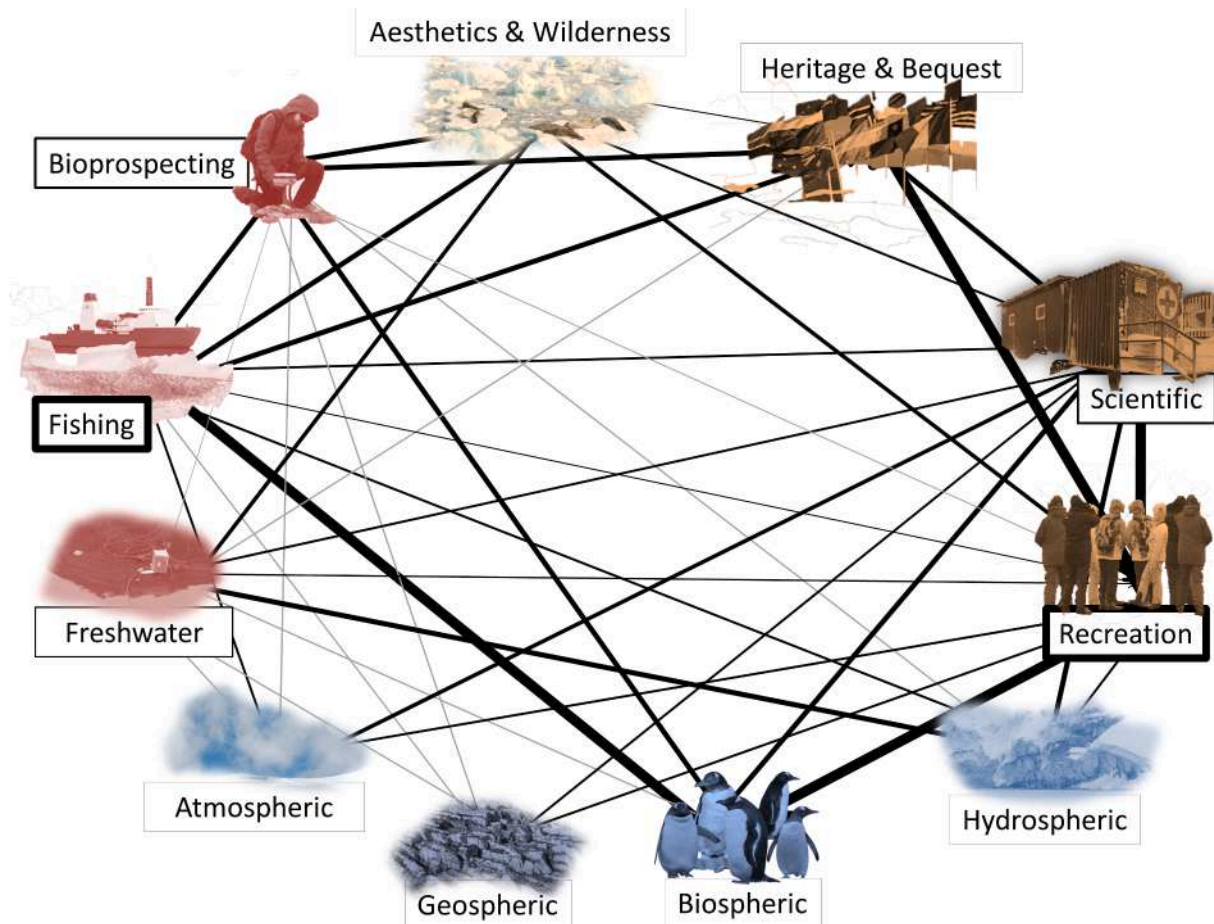 Aesthetics & Wilderness
Heritage & Bequest
Bioprospecting
Scientific
Fishing
Freshwater
Recreation
Atmospheric
Hydrospheric
Geospheric
Biospheric